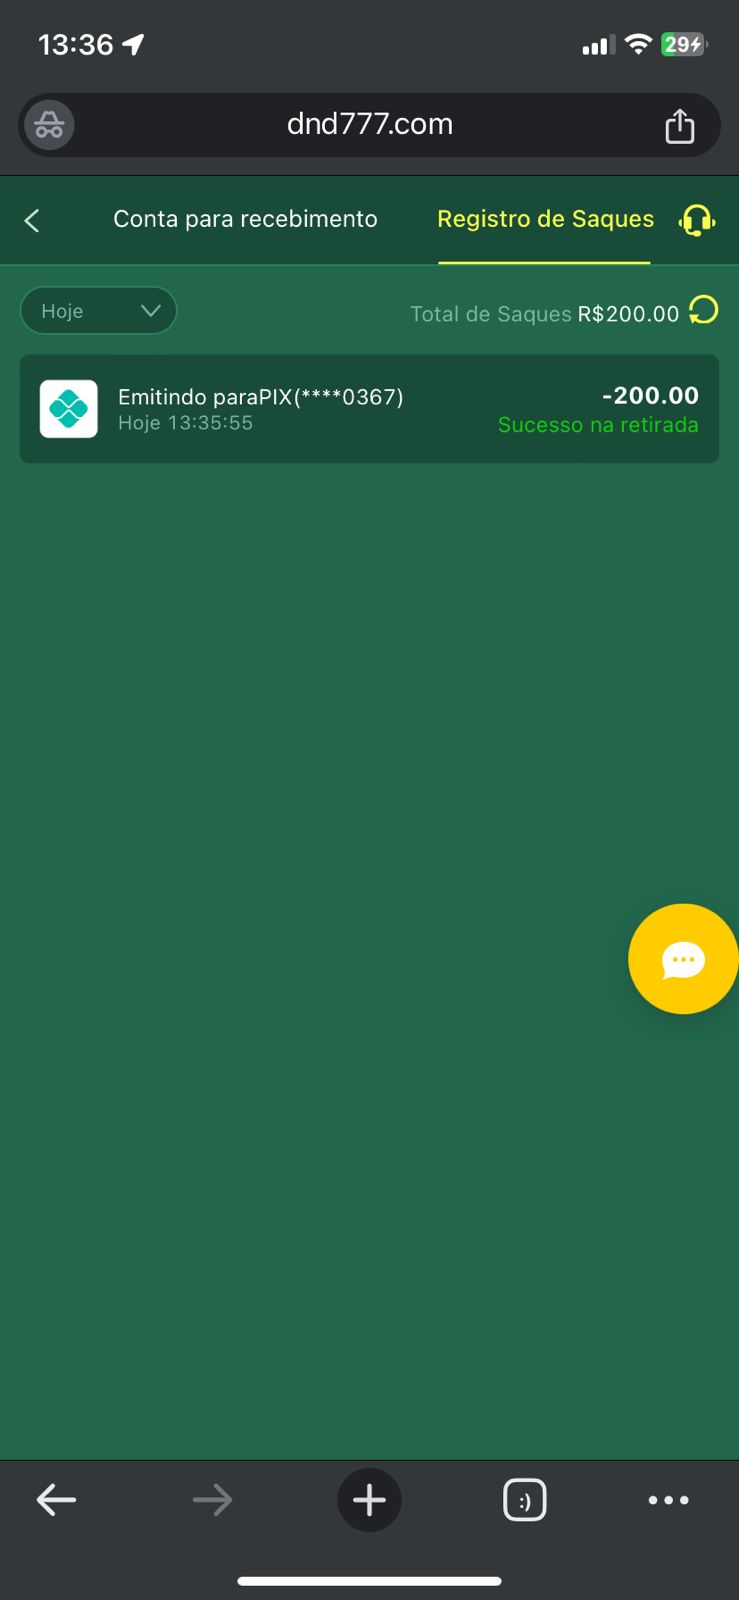 13:36
29
dnd777.com
Conta para recebimento
Registro de Saques
Hoje
Total de Saques R$200.00
Emitindo paraPIX(****0367)
-200.00
Hoje 13:35:55
Sucesso na retirada
:)